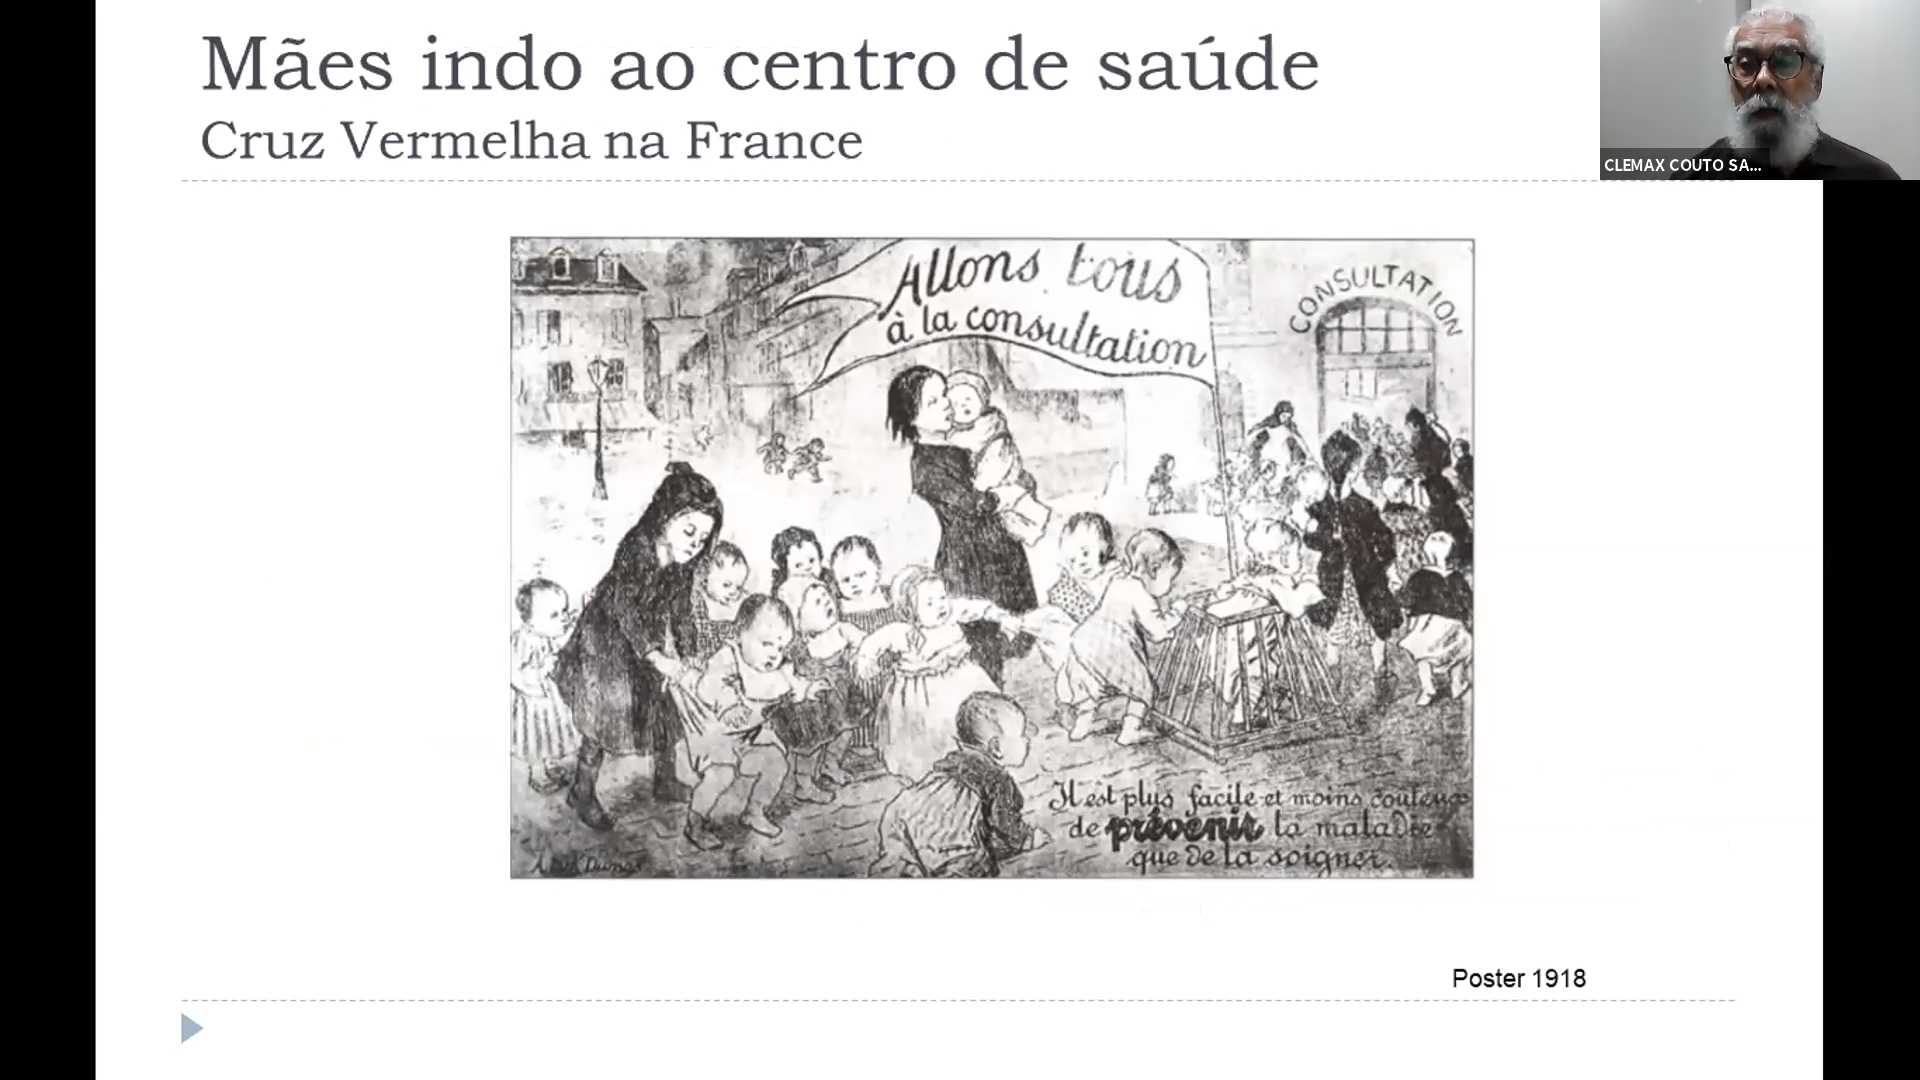 Mães indo ao centro de saúde
Cruz Vermelha na France
CLEMAX COUTO SA...
Allons tous
à la consultation
CONSULTATION
Il est plus facile et moins couteux
de prévenir la maladie
que de la soigner.
Poster 1918